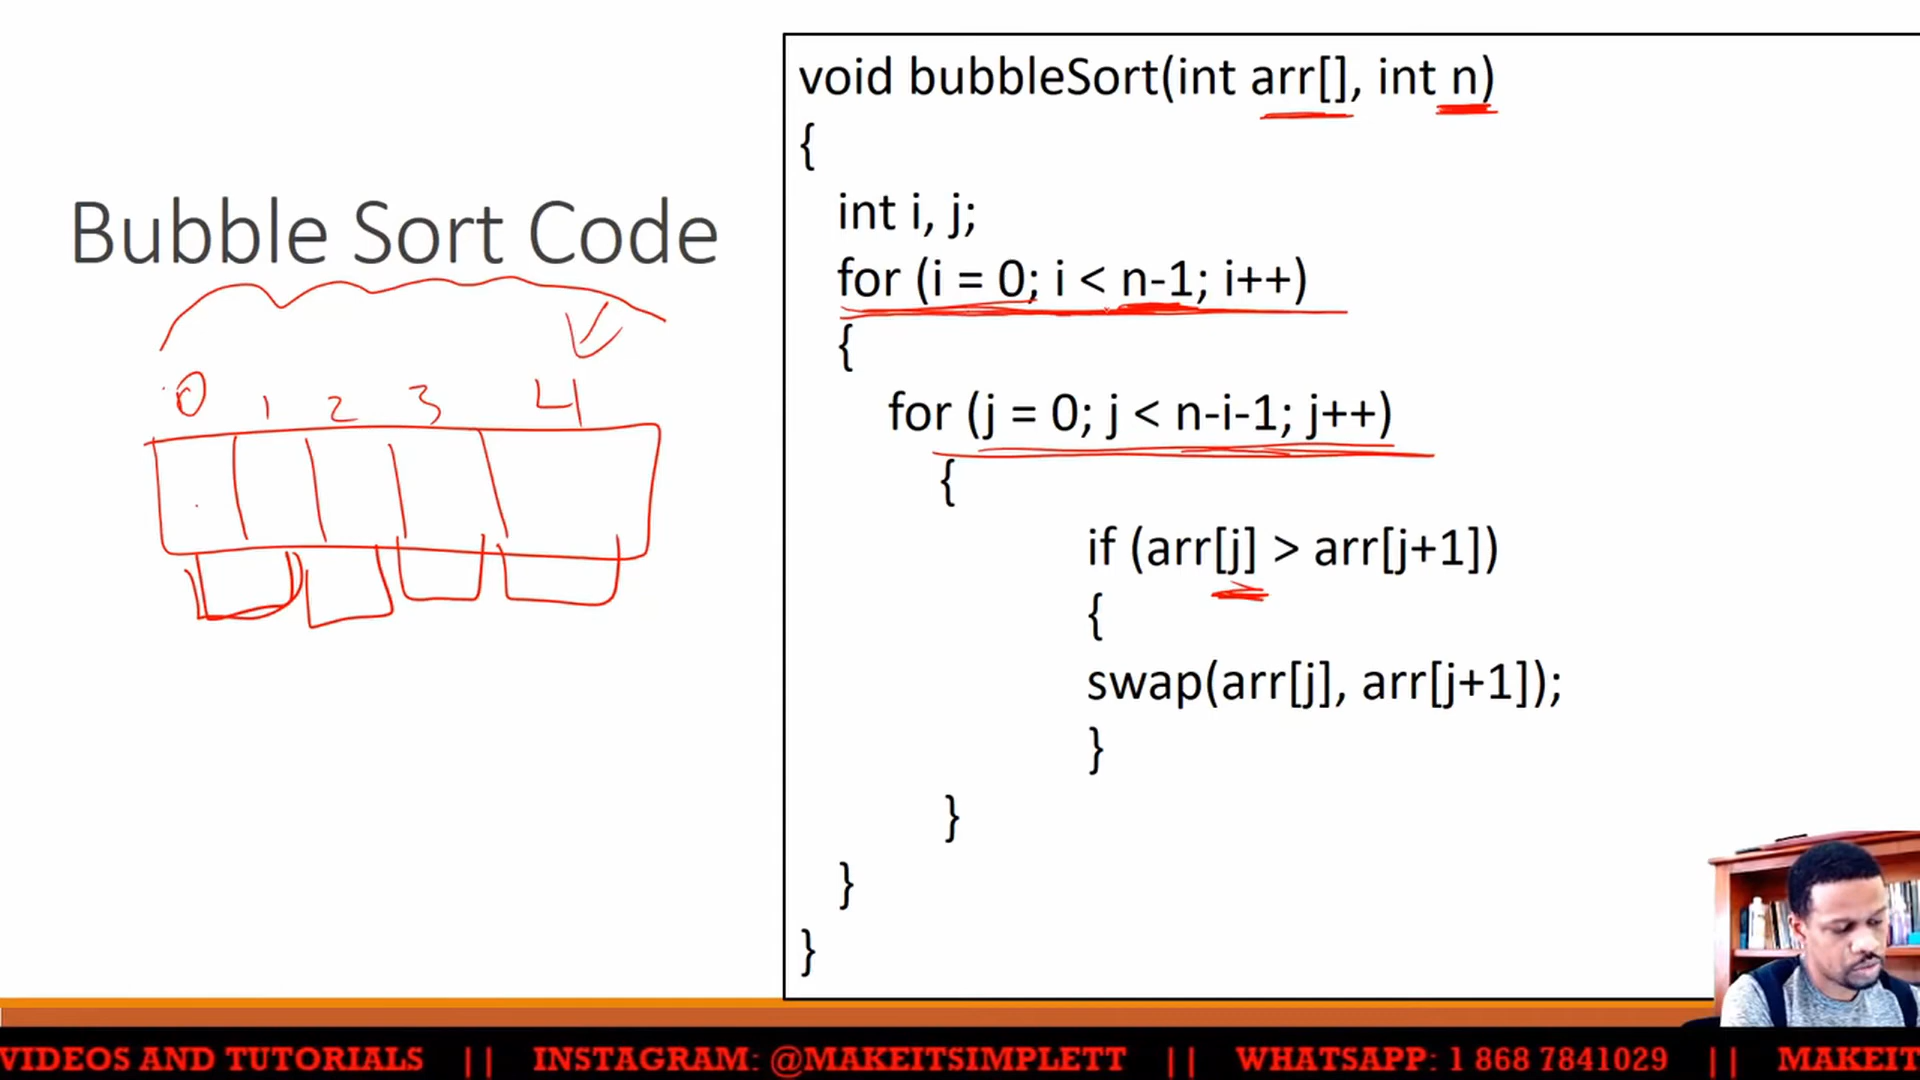 Bubble Sort Code
0 1 2 3 4
void bubbleSort(int arr[], int n)
{
int i, j;
for (i = 0; i < n-1; i++)
{
for (j = 0; j < n-i-1; j++)
{
if (arr[j] > arr[j+1])
{
swap(arr[j], arr[j+1]);
}
}
}
}
VIDEOS AND TUTORIALS || INSTAGRAM: @MAKEITSIMPLETT || WHATSAPP: 1 868 7841029 || MAKEIT